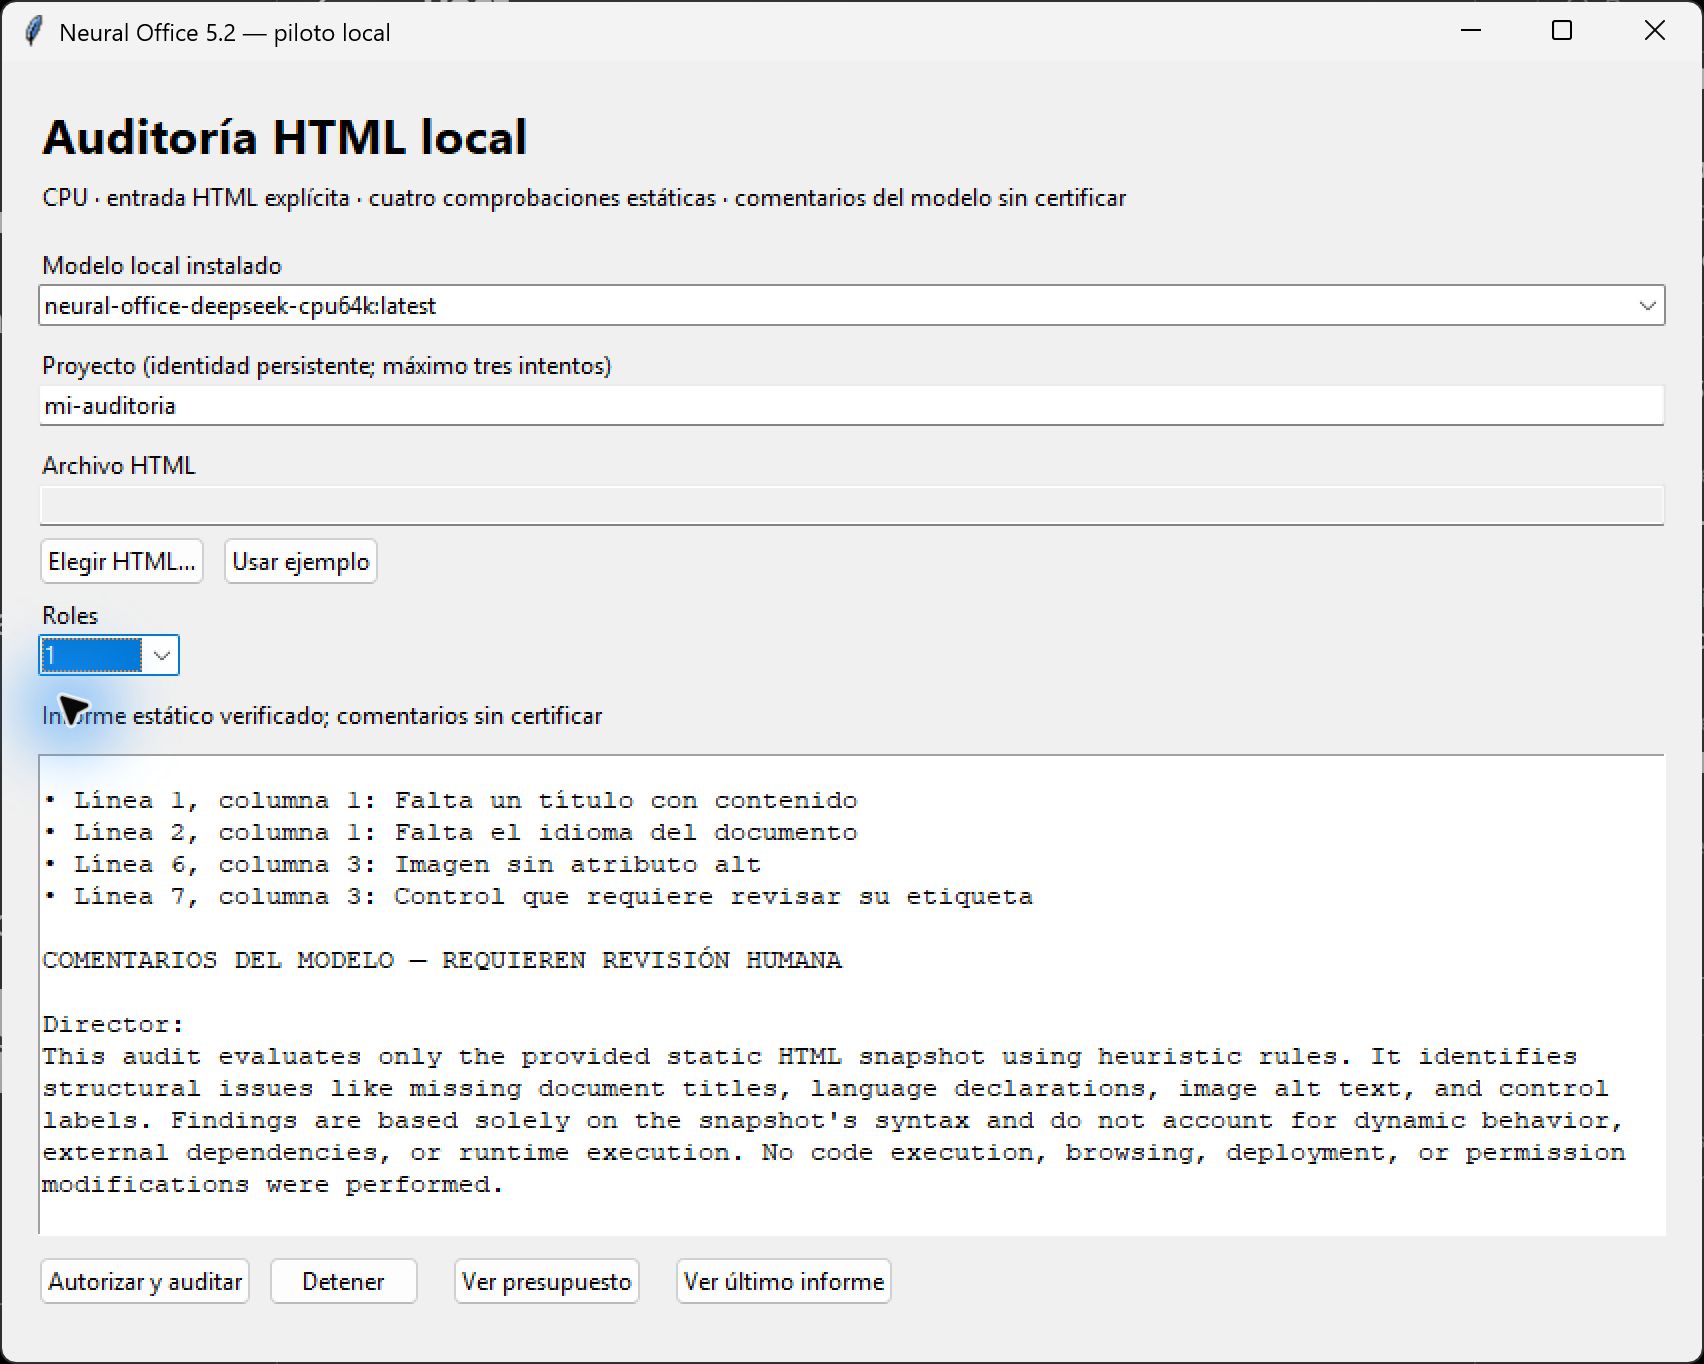 Neural Office 5.2 — piloto local
Auditoría HTML local
CPU · entrada HTML explícita · cuatro comprobaciones estáticas · comentarios del modelo sin certificar
Modelo local instalado
neural-office-deepseek-cpu64k:latest
Proyecto (identidad persistente; máximo tres intentos)
mi-auditoria
Archivo HTML
Elegir HTML... Usar ejemplo
Roles
1
Informe estático verificado; comentarios sin certificar
• Línea 1, columna 1: Falta un título con contenido
• Línea 2, columna 1: Falta el idioma del documento
• Línea 6, columna 3: Imagen sin atributo alt
• Línea 7, columna 3: Control que requiere revisar su etiqueta
COMENTARIOS DEL MODELO — REQUIEREN REVISIÓN HUMANA
Director:
This audit evaluates only the provided static HTML snapshot using heuristic rules. It identifies
structural issues like missing document titles, language declarations, image alt text, and control
labels. Findings are based solely on the snapshot's syntax and do not account for dynamic behavior,
external dependencies, or runtime execution. No code execution, browsing, deployment, or permission
modifications were performed.
Autorizar y auditar Detener Ver presupuesto Ver último informe